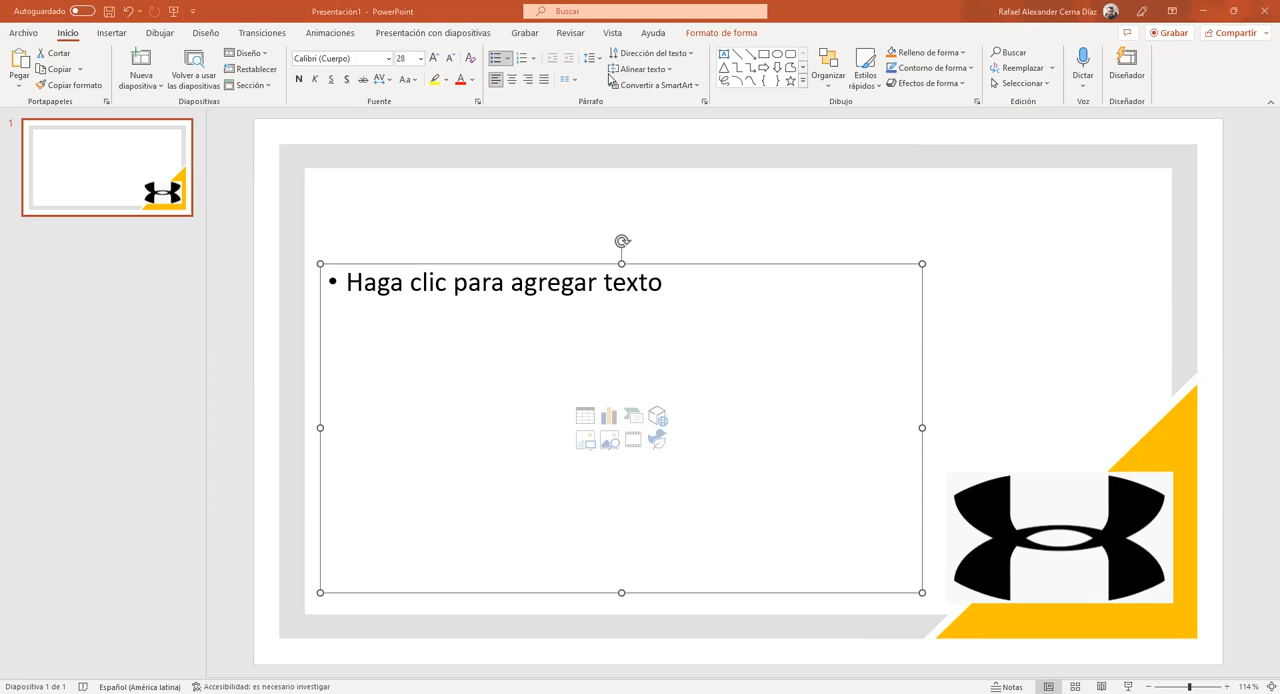 Autoguardado
Presentación1 - PowerPoint
Buscar
Rafael Alexander Cerna Díaz
Archivo Inicio Insertar Dibujar Diseño Transiciones Animaciones Presentación con diapositivas Grabar Revisar Vista Ayuda Formato de forma
Grabar Compartir
Pegar
Cortar
Copiar
Copiar formato
Portapapeles
Nueva diapositiva
Volver a usar las diapositivas
Diseño
Restablecer
Sección
Diapositivas
Calibri (Cuerpo) 28
N K S S ab AV Aa A
Fuente
Dirección del texto
Alinear texto
Convertir a SmartArt
Párrafo
Organizar
Estilos rápidos
Relleno de forma
Contorno de forma
Efectos de forma
Dibujo
Buscar
Reemplazar
Seleccionar
Edición
Dictar
Voz
Diseñador
Diseñador
1
• Haga clic para agregar texto
Diapositiva 1 de 1 Español (América latina) Accesibilidad: es necesario investigar
Notas 114 %